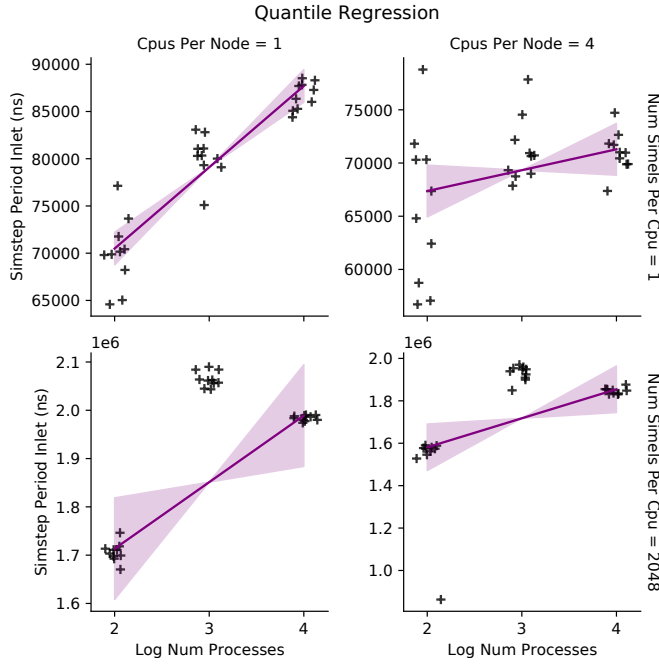 Quantile Regression
Cpus Per Node = 1
Cpus Per Node = 4
90000
85000
80000
75000
70000
65000
Simstep Period Inlet (ns)
75000
70000
65000
60000
Num Simels Per Cpu = 1
1e6
2.1
2.0
1.9
1.8
1.7
1.6
Simstep Period Inlet (ns)
2
3
4
Log Num Processes
1e6
2.0
1.8
1.6
1.4
1.2
1.0
2
3
4
Log Num Processes
Num Simels Per Cpu = 2048